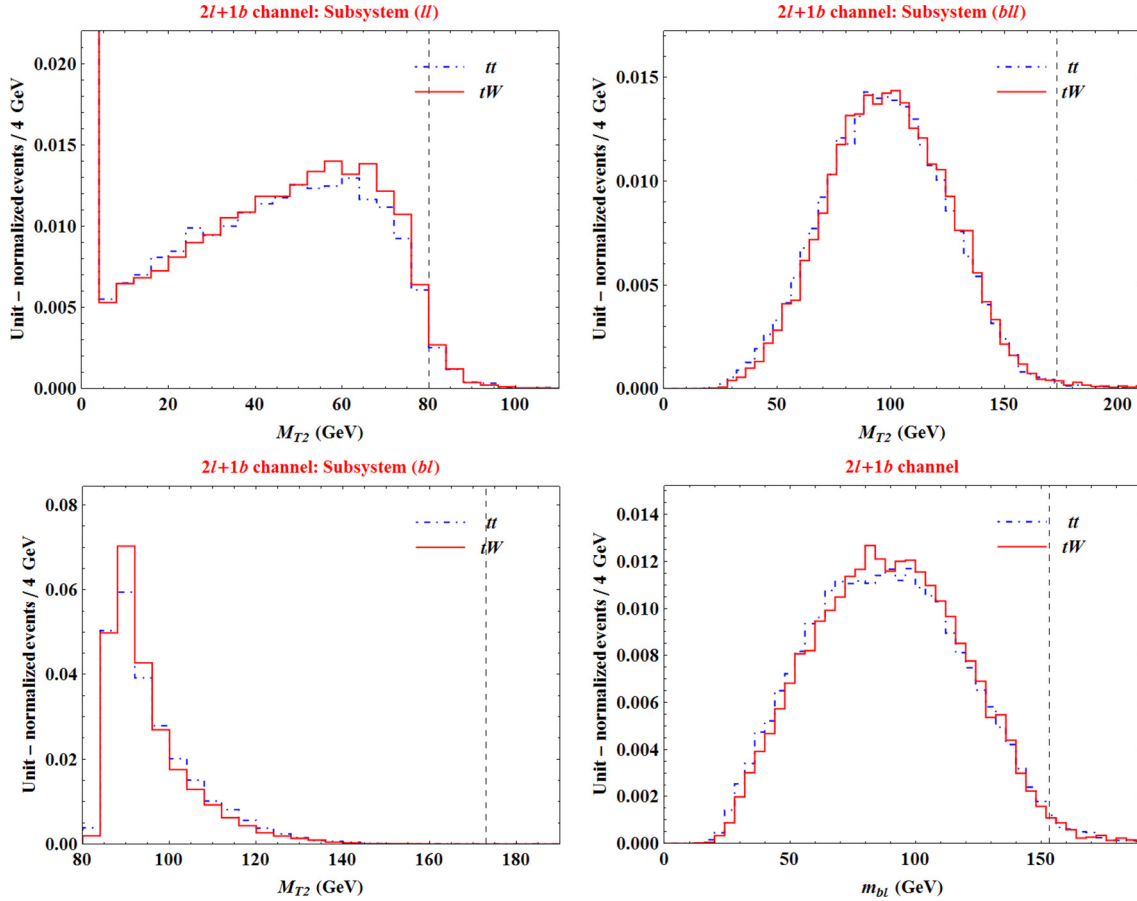 2l+1b channel: Subsystem (ll)
Unit − normalized events / 4 GeV
0.020
0.015
0.010
0.005
0.000
tt
tW
0 20 40 60 80 100
M_T2 (GeV)
2l+1b channel: Subsystem (bll)
Unit − normalized events / 4 GeV
0.015
0.010
0.005
0.000
tt
tW
0 50 100 150 200
M_T2 (GeV)
2l+1b channel: Subsystem (bl)
Unit − normalized events / 4 GeV
0.08
0.06
0.04
0.02
0.00
tt
tW
80 100 120 140 160 180
M_T2 (GeV)
2l+1b channel
Unit − normalized events / 4 GeV
0.014
0.012
0.010
0.008
0.006
0.004
0.002
0.000
tt
tW
0 50 100 150
m_bl (GeV)